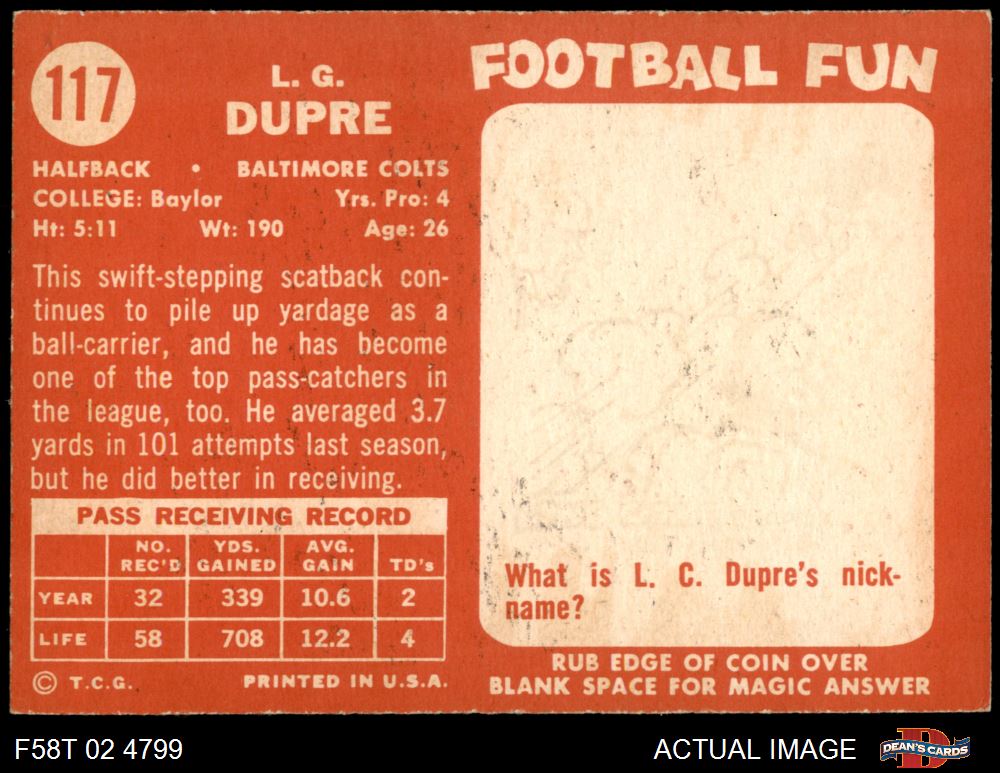 117
L. G.
DUPRE
HALFBACK • BALTIMORE COLTS
COLLEGE: Baylor Yrs. Pro: 4
Ht: 5:11 Wt: 190 Age: 26
This swift-stepping scatback con-
tinues to pile up yardage as a
ball-carrier, and he has become
one of the top pass-catchers in
the league, too. He averaged 3.7
yards in 101 attempts last season,
but he did better in receiving.
PASS RECEIVING RECORD
NO. REC'D YDS. GAINED AVG. GAIN TD's
YEAR 32 339 10.6 2
LIFE 58 708 12.2 4
© T.C.G. PRINTED IN U.S.A.
FOOTBALL FUN
What is L. C. Dupre's nick-
name?
RUB EDGE OF COIN OVER
BLANK SPACE FOR MAGIC ANSWER
F58T 02 4799 ACTUAL IMAGE DEAN'S CARDS